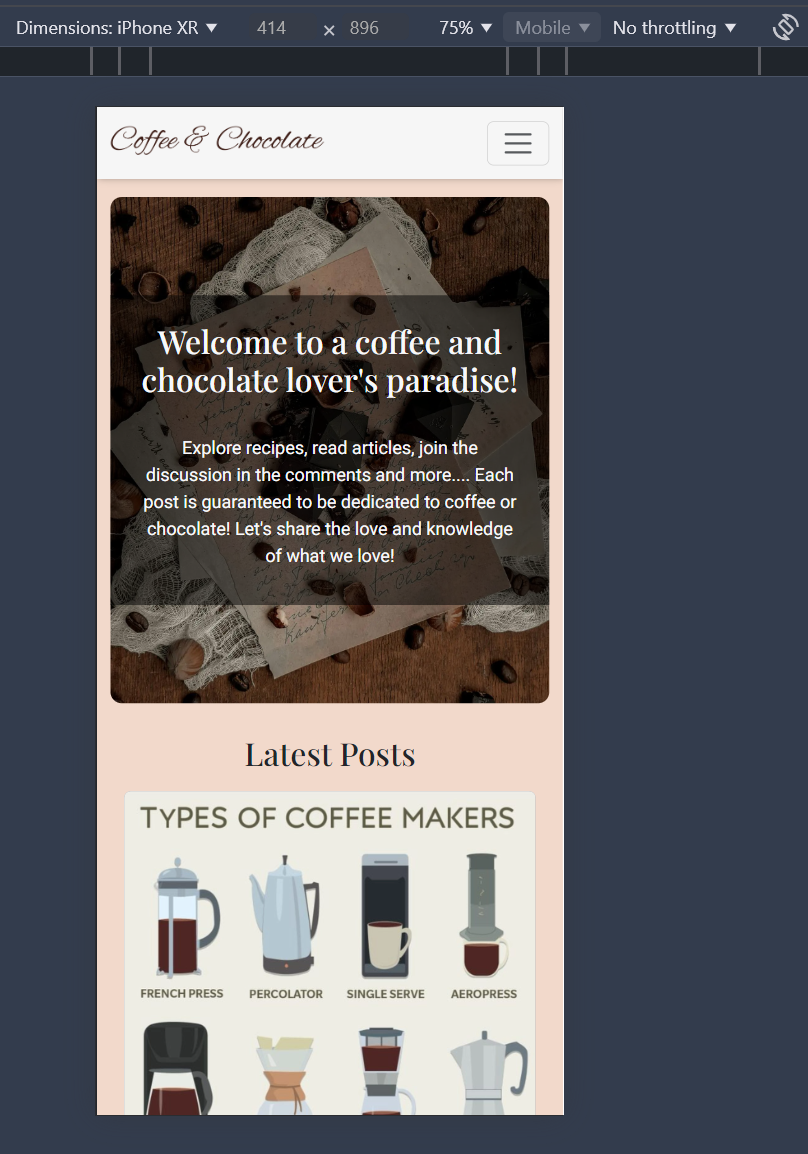 Dimensions: iPhone XR ▼ 414 × 896 75% ▼ Mobile ▼ No throttling ▼
Coffee & Chocolate
Welcome to a coffee and
chocolate lover's paradise!
Explore recipes, read articles, join the
discussion in the comments and more.... Each
post is guaranteed to be dedicated to coffee or
chocolate! Let's share the love and knowledge
of what we love!
Latest Posts
TYPES OF COFFEE MAKERS
FRENCH PRESS PERCOLATOR SINGLE SERVE AEROPRESS